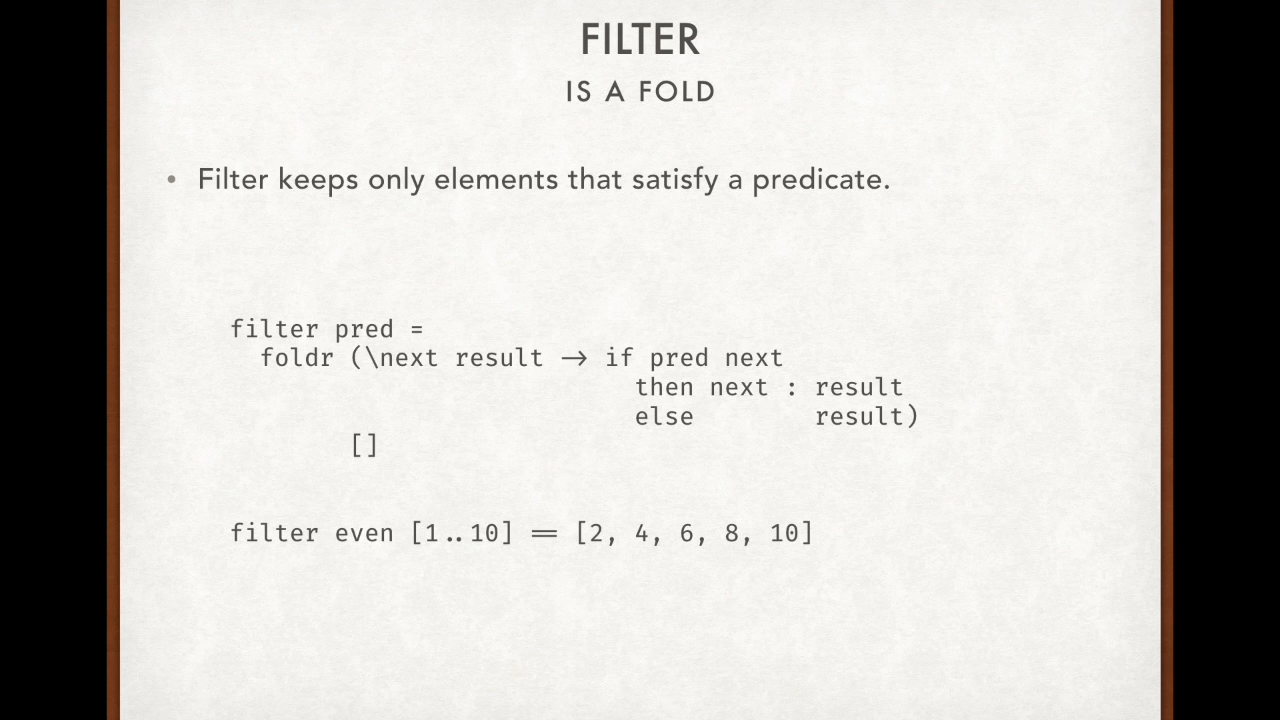 FILTER
IS A FOLD
• Filter keeps only elements that satisfy a predicate.
filter pred =
  foldr (\next result → if pred next
                           then next : result
                           else        result)
        []
filter even [1..10] == [2, 4, 6, 8, 10]